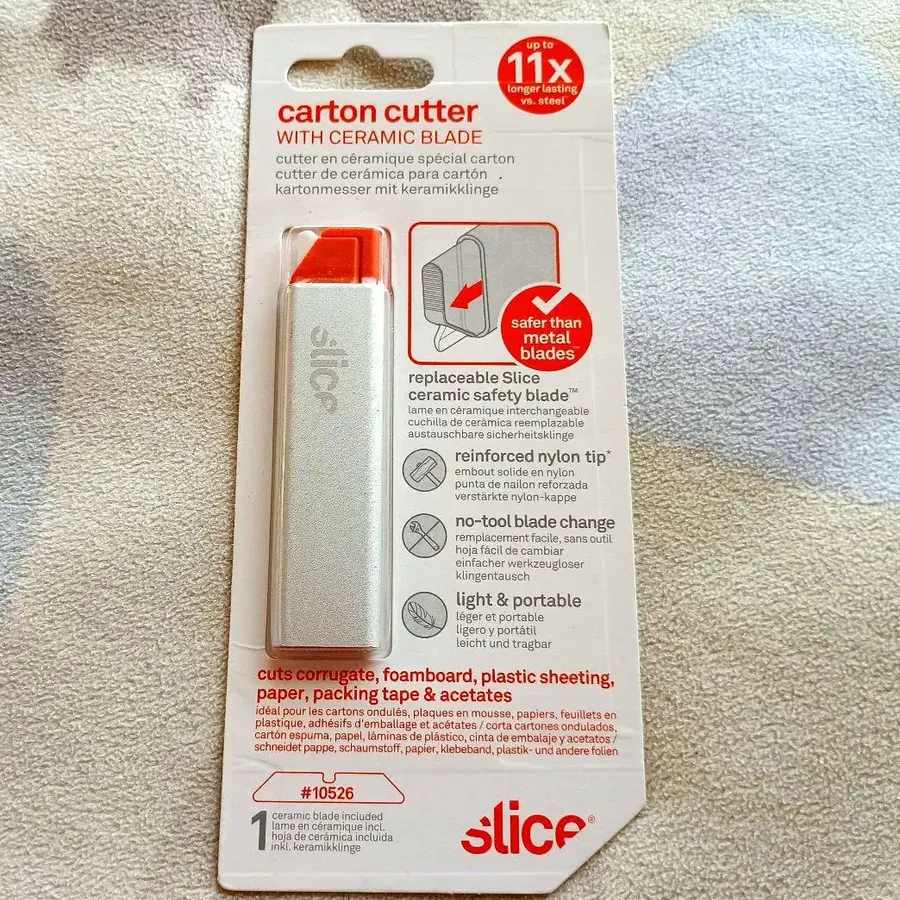 up to
11x
longer lasting
vs. steel™
carton cutter
WITH CERAMIC BLADE
cutter en céramique spécial carton
cutter de cerámica para cartón
kartonmesser mit keramikklinge
slice
safer than
metal
blades™
replaceable Slice
ceramic safety blade™
lame en céramique interchangeable
cuchilla de cerámica reemplazable
austauschbare sicherheitsklinge
reinforced nylon tip*
embout solide en nylon
punta de nailon reforzada
verstärkte nylon-kappe
no-tool blade change
remplacement facile, sans outil
hoja fácil de cambiar
einfacher werkzeugloser
klingentausch
light & portable
léger et portable
ligero y portátil
leicht und tragbar
cuts corrugate, foamboard, plastic sheeting,
paper, packing tape & acetates
idéal pour les cartons ondulés, plaques en mousse, papiers, feuillets en
plastique, adhésifs d'emballage et acétates / corta cartones ondulados,
cartón espuma, papel, láminas de plástico, cinta de embalaje y acetatos /
schneidet pappe, schaumstoff, papier, klebeband, plastik- und andere folien
#10526
1
ceramic blade included
lame en céramique incl.
hoja de cerámica incluida
inkl. keramikklinge
slice®